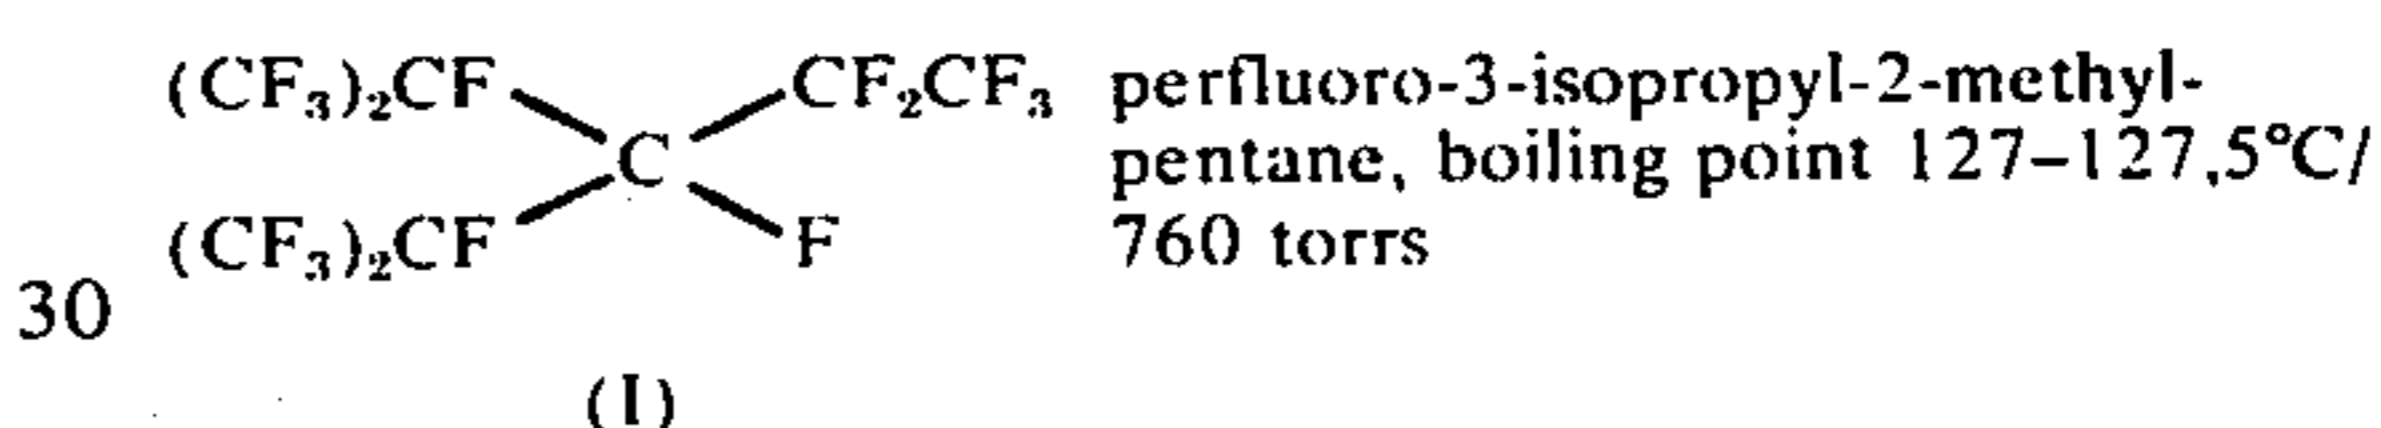 (CF₃)₂CF CF₂CF₃ perfluoro-3-isopropyl-2-methyl-
C pentane, boiling point 127–127,5°C/
(CF₃)₂CF F 760 torrs
30
(I)